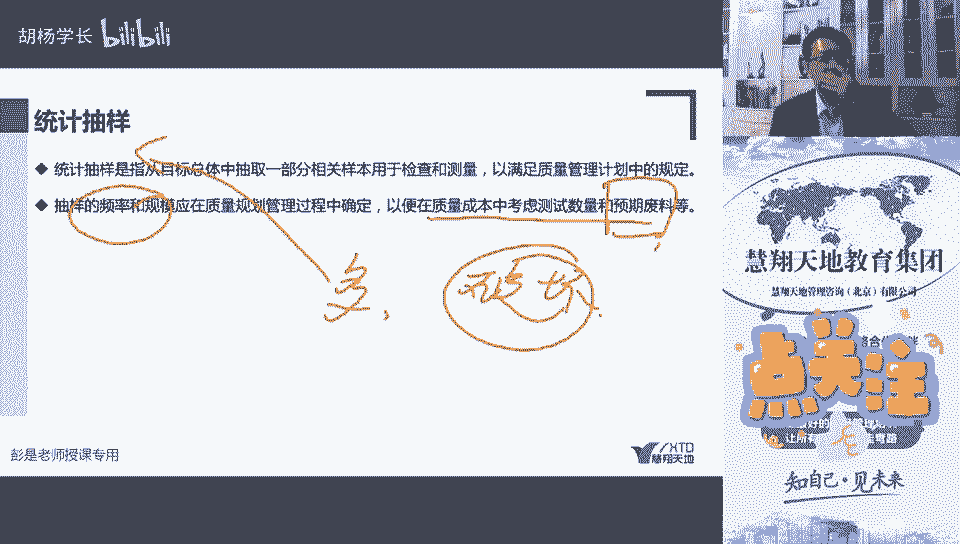 胡杨学长 bilibili
统计抽样
◆ 统计抽样是指从目标总体中抽取一部分相关样本用于检查和测量，以满足质量管理计划中的规定。
◆ 抽样的频率和规模应在质量规划管理过程中确定，以便在质量成本中考虑测试数量和预期废料等。
多，
破坏
彭是老师授课专用
XTD
慧翔天地
慧翔天地教育集团
慧翔天地管理咨询（北京）有限公司
点关注
知自己·见未来